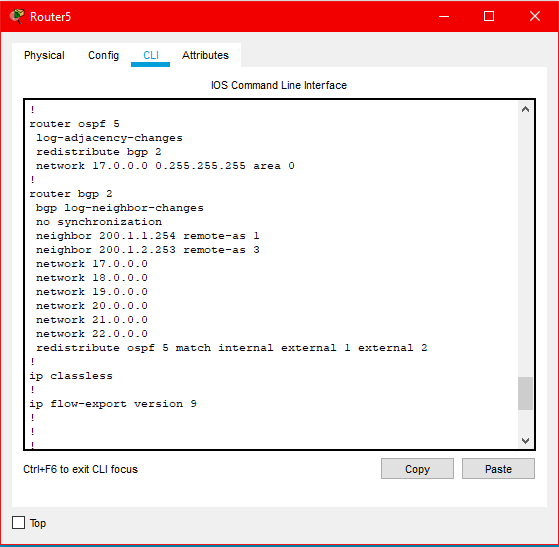 Router5
Physical Config CLI Attributes
IOS Command Line Interface
!
router ospf 5
 log-adjacency-changes
 redistribute bgp 2
 network 17.0.0.0 0.255.255.255 area 0
!
router bgp 2
 bgp log-neighbor-changes
 no synchronization
 neighbor 200.1.1.254 remote-as 1
 neighbor 200.1.2.253 remote-as 3
 network 17.0.0.0
 network 18.0.0.0
 network 19.0.0.0
 network 20.0.0.0
 network 21.0.0.0
 network 22.0.0.0
 redistribute ospf 5 match internal external 1 external 2
!
ip classless
!
ip flow-export version 9
!
!
!
Ctrl+F6 to exit CLI focus Copy Paste
Top